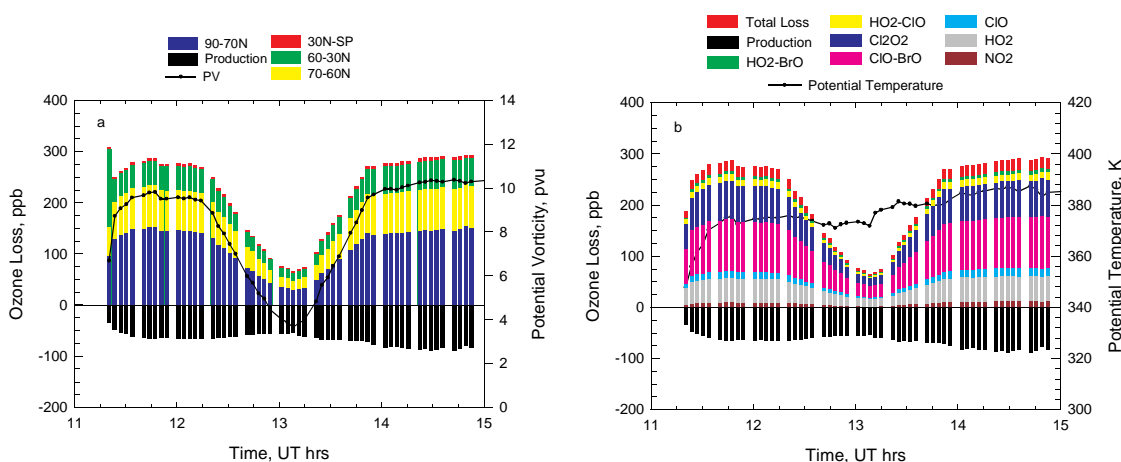 90-70N 30N-SP
Production 60-30N
PV 70-60N
400
300
200
100
0
-100
-200
Ozone Loss, ppb
a
14
12
10
8
6
4
2
0
Potential Vorticity, pvu
11 12 13 14 15
Time, UT hrs
Total Loss HO2-ClO ClO
Production Cl2O2 HO2
HO2-BrO ClO-BrO NO2
Potential Temperature
400
300
200
100
0
-100
-200
Ozone Loss, ppb
b
420
400
380
360
340
320
300
Potential Temperature, K
11 12 13 14 15
Time, UT hrs